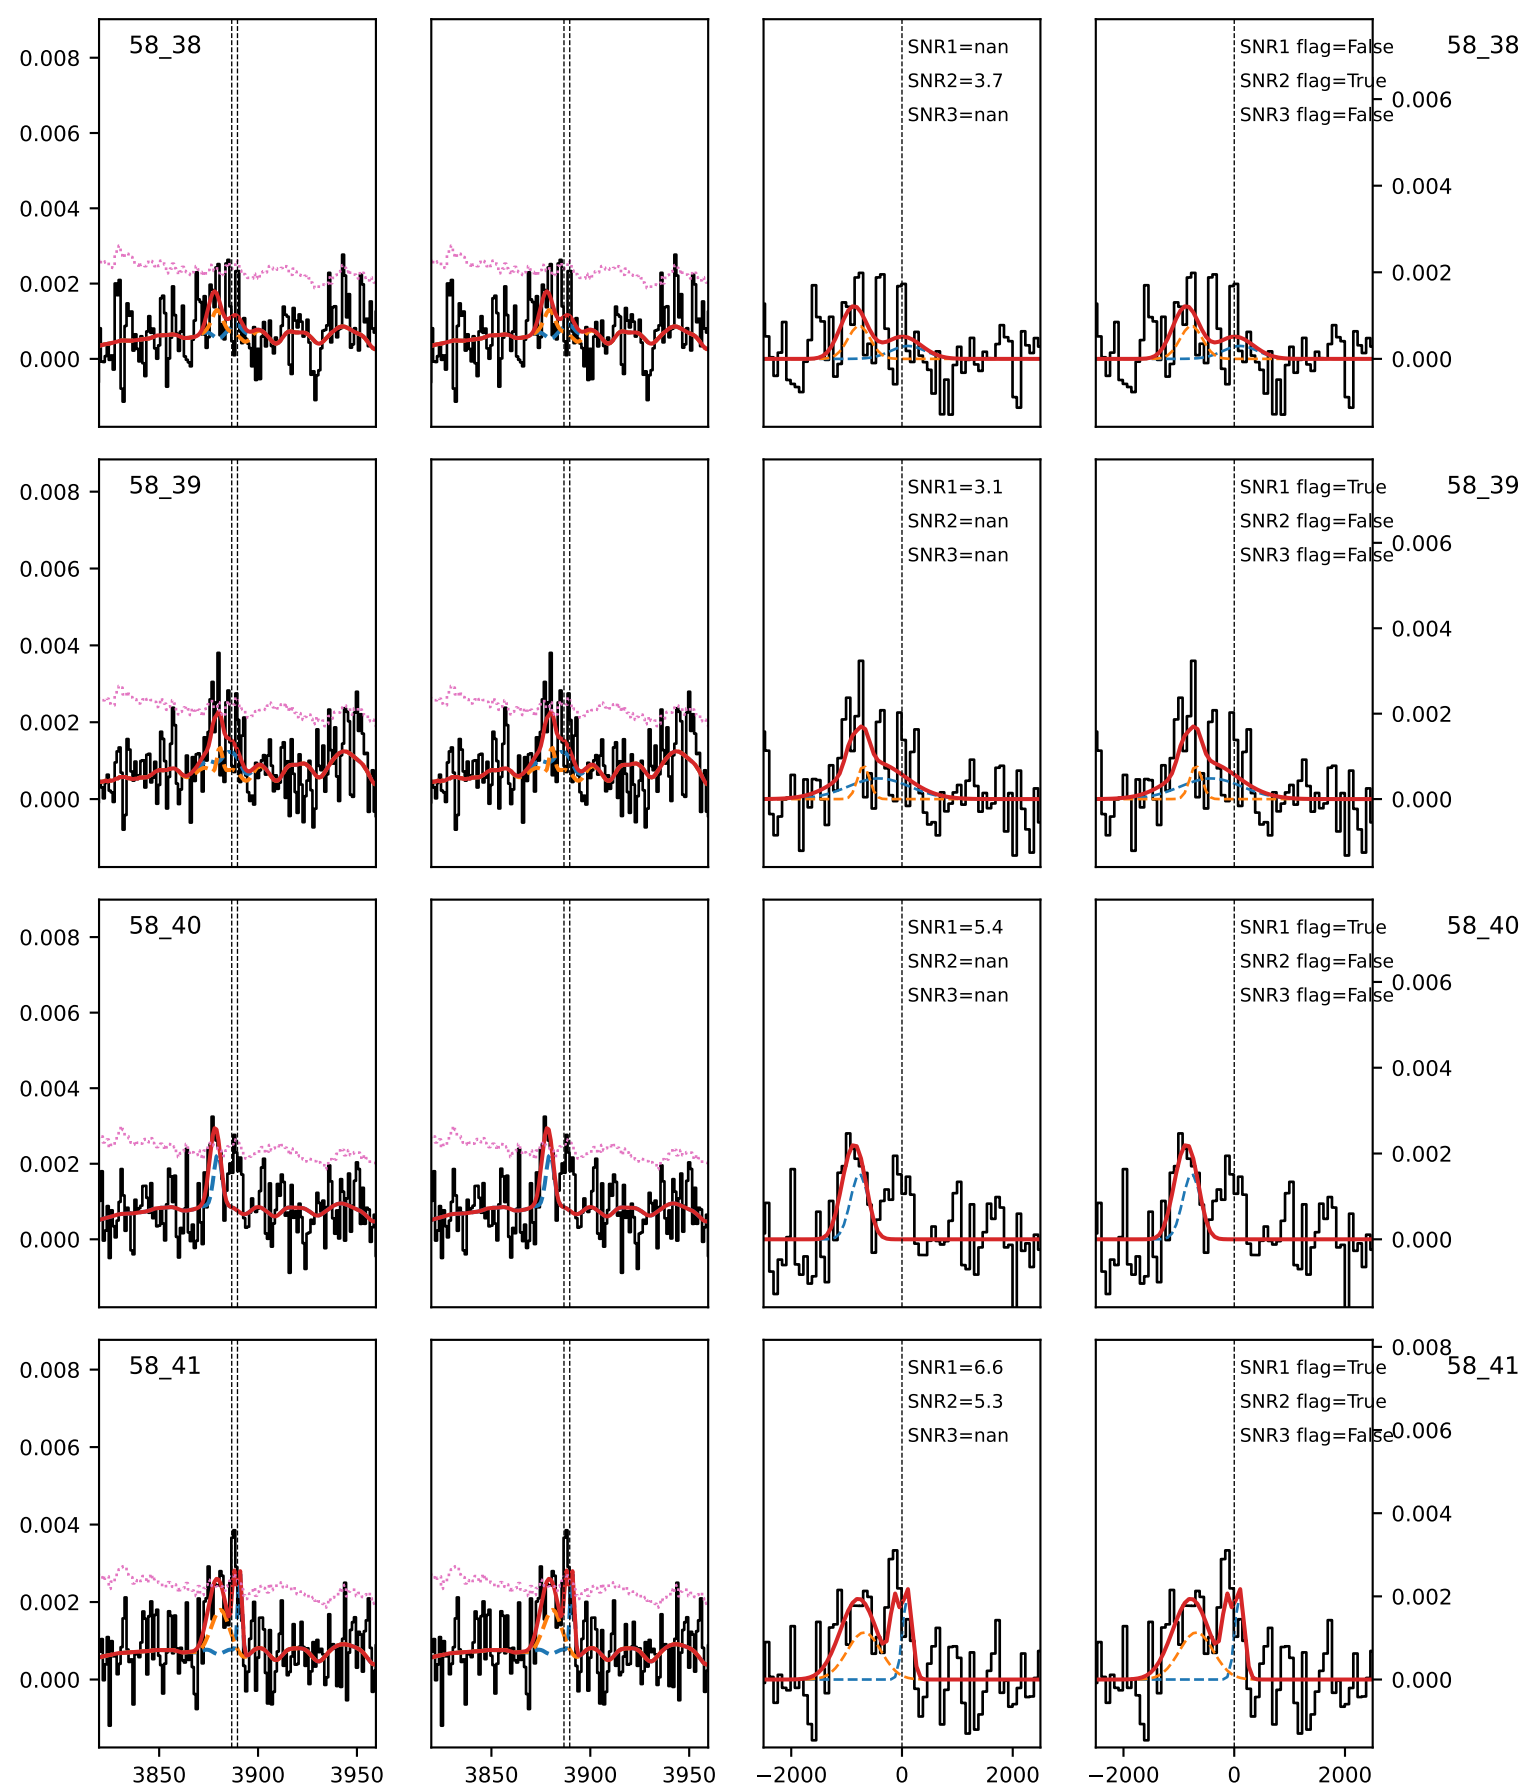 58_38
SNR1=nan
SNR2=3.7
SNR3=nan
SNR1 flag=False
SNR2 flag=True
SNR3 flag=False
58_38
0.008
0.006
0.004
0.002
0.000
0.006
0.004
0.002
0.000
58_39
SNR1=3.1
SNR2=nan
SNR3=nan
SNR1 flag=True
SNR2 flag=False
SNR3 flag=False
58_39
0.008
0.006
0.004
0.002
0.000
0.006
0.004
0.002
0.000
58_40
SNR1=5.4
SNR2=nan
SNR3=nan
SNR1 flag=True
SNR2 flag=False
SNR3 flag=False
58_40
0.008
0.006
0.004
0.002
0.000
0.006
0.004
0.002
0.000
58_41
SNR1=6.6
SNR2=5.3
SNR3=nan
SNR1 flag=True
SNR2 flag=True
SNR3 flag=False
58_41
0.008
0.006
0.004
0.002
0.000
0.008
0.006
0.004
0.002
0.000
3850 3900 3950
3850 3900 3950
−2000 0 2000
−2000 0 2000